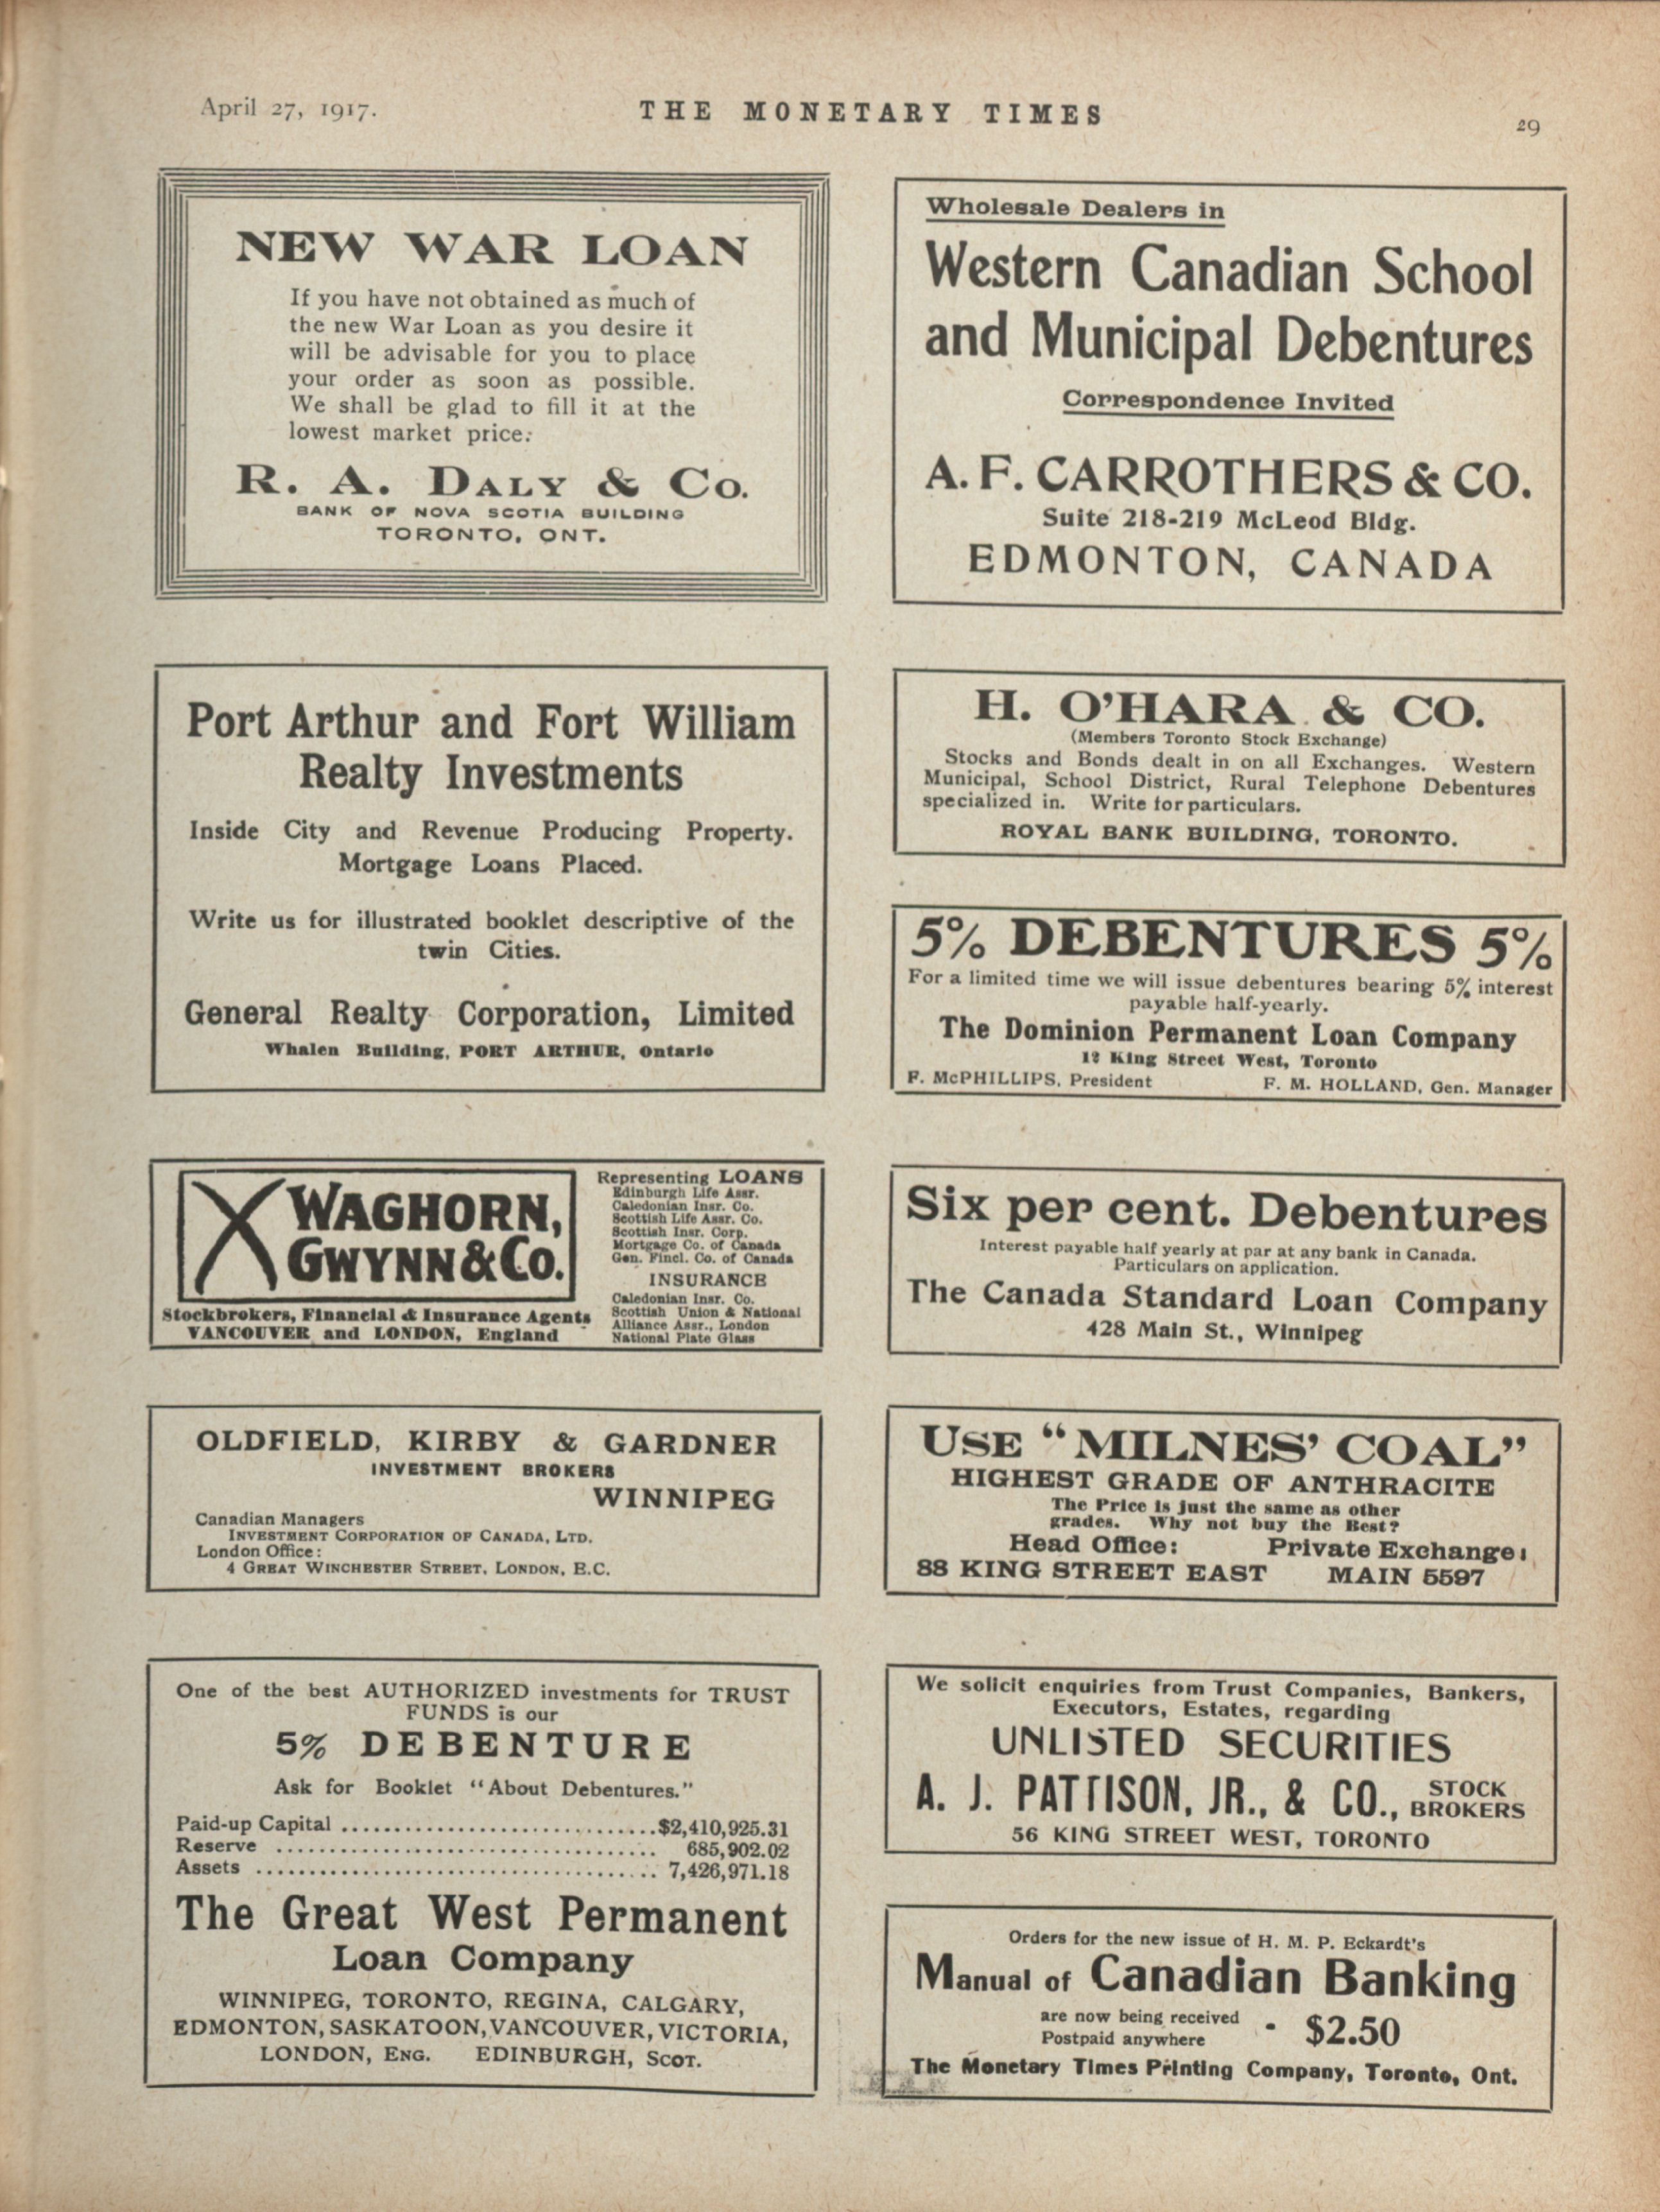 April 27, 1917.
THE MONETARY TIMES
29
NEW WAR LOAN
If you have not obtained as much of
the new War Loan as you desire it
will be advisable for you to place
your order as soon as possible.
We shall be glad to fill it at the
lowest market price.
R. A. DALY & Co.
BANK OF NOVA SCOTIA BUILDING
TORONTO, ONT.
Port Arthur and Fort William
Realty Investments
Inside City and Revenue Producing Property.
Mortgage Loans Placed.
Write us for illustrated booklet descriptive of the
twin Cities.
General Realty Corporation, Limited
Whalen Building, PORT ARTHUR, Ontario
WAGHORN,
GWYNN & Co.
Stockbrokers, Financial & Insurance Agents
VANCOUVER and LONDON, England
Representing LOANS
Edinburgh Life Assr.
Caledonian Insr. Co.
Scottish Life Assr. Co.
Scottish Insr. Corp.
Mortgage Co. of Canada
Gen. Fincl. Co. of Canada
INSURANCE
Caledonian Insr. Co.
Scottish Union & National
Alliance Assr., London
National Plate Glass
OLDFIELD, KIRBY & GARDNER
INVESTMENT BROKERS
WINNIPEG
Canadian Managers
INVESTMENT CORPORATION OF CANADA, LTD.
London Office:
4 GREAT WINCHESTER STREET, LONDON, E.C.
One of the best AUTHORIZED investments for TRUST
FUNDS is our
5% DEBENTURE
Ask for Booklet "About Debentures."
Paid-up Capital ..............................$2,410,925.31
Reserve .................................... 685,902.02
Assets ...................................... 7,426,971.18
The Great West Permanent
Loan Company
WINNIPEG, TORONTO, REGINA, CALGARY,
EDMONTON, SASKATOON, VANCOUVER, VICTORIA,
LONDON, ENG. EDINBURGH, SCOT.
Wholesale Dealers in
Western Canadian School
and Municipal Debentures
Correspondence Invited
A. F. CARROTHERS & CO.
Suite 218-219 McLeod Bldg.
EDMONTON, CANADA
H. O'HARA & CO.
(Members Toronto Stock Exchange)
Stocks and Bonds dealt in on all Exchanges. Western
Municipal, School District, Rural Telephone Debentures
specialized in. Write for particulars.
ROYAL BANK BUILDING, TORONTO.
5% DEBENTURES 5%
For a limited time we will issue debentures bearing 5% interest
payable half-yearly.
The Dominion Permanent Loan Company
12 King Street West, Toronto
F. McPHILLIPS, President F. M. HOLLAND, Gen. Manager
Six per cent. Debentures
Interest payable half yearly at par at any bank in Canada.
Particulars on application.
The Canada Standard Loan Company
428 Main St., Winnipeg
USE "MILNES' COAL"
HIGHEST GRADE OF ANTHRACITE
The Price is just the same as other
grades. Why not buy the Best?
Head Office: Private Exchange:
88 KING STREET EAST MAIN 5597
We solicit enquiries from Trust Companies, Bankers,
Executors, Estates, regarding
UNLISTED SECURITIES
A. J. PATTISON, JR., & CO., STOCK BROKERS
56 KING STREET WEST, TORONTO
Orders for the new issue of H. M. P. Eckardt's
Manual of Canadian Banking
are now being received
Postpaid anywhere - $2.50
The Monetary Times Printing Company, Toronto, Ont.